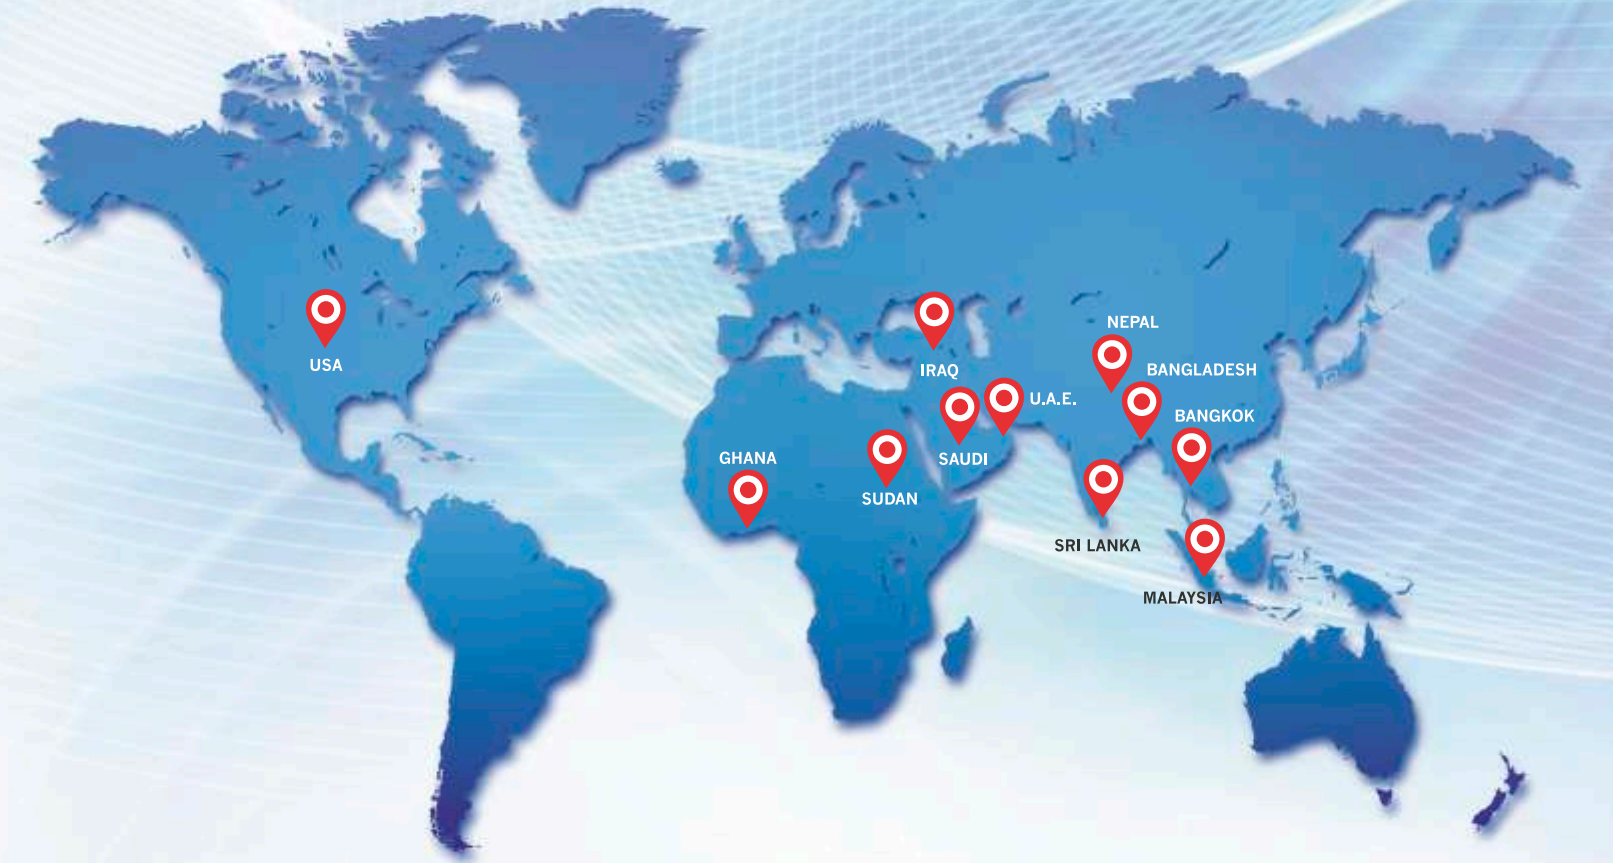 NEPAL
USA
IRAQ
BANGLADESH
U.A.E.
BANGKOK
GHANA
SAUDI
SUDAN
SRI LANKA
MALAYSIA